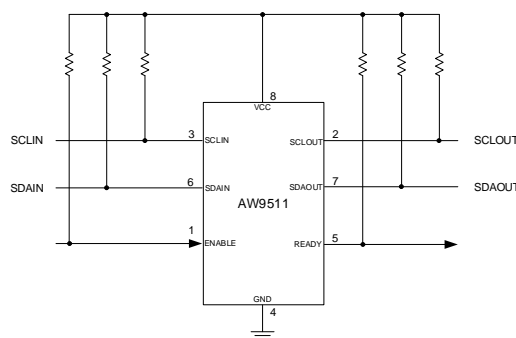 8
VCC
SCLIN 3 SCLIN SCLOUT 2 SCLOUT
SDAIN 6 SDAIN SDAOUT 7 SDAOUT
AW9511
1 ENABLE READY 5
GND
4